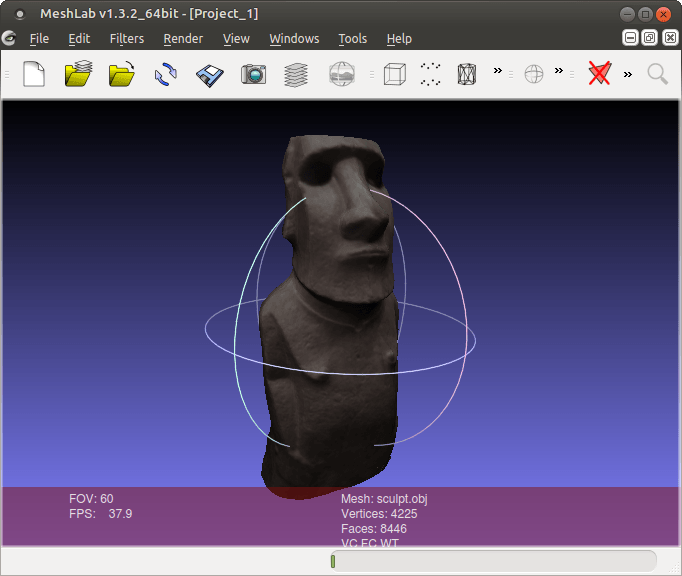 MeshLab v1.3.2_64bit - [Project_1]
File Edit Filters Render View Windows Tools Help
» » »
FOV: 60
FPS: 37.9
Mesh: sculpt.obj
Vertices: 4225
Faces: 8446
VC FC WT